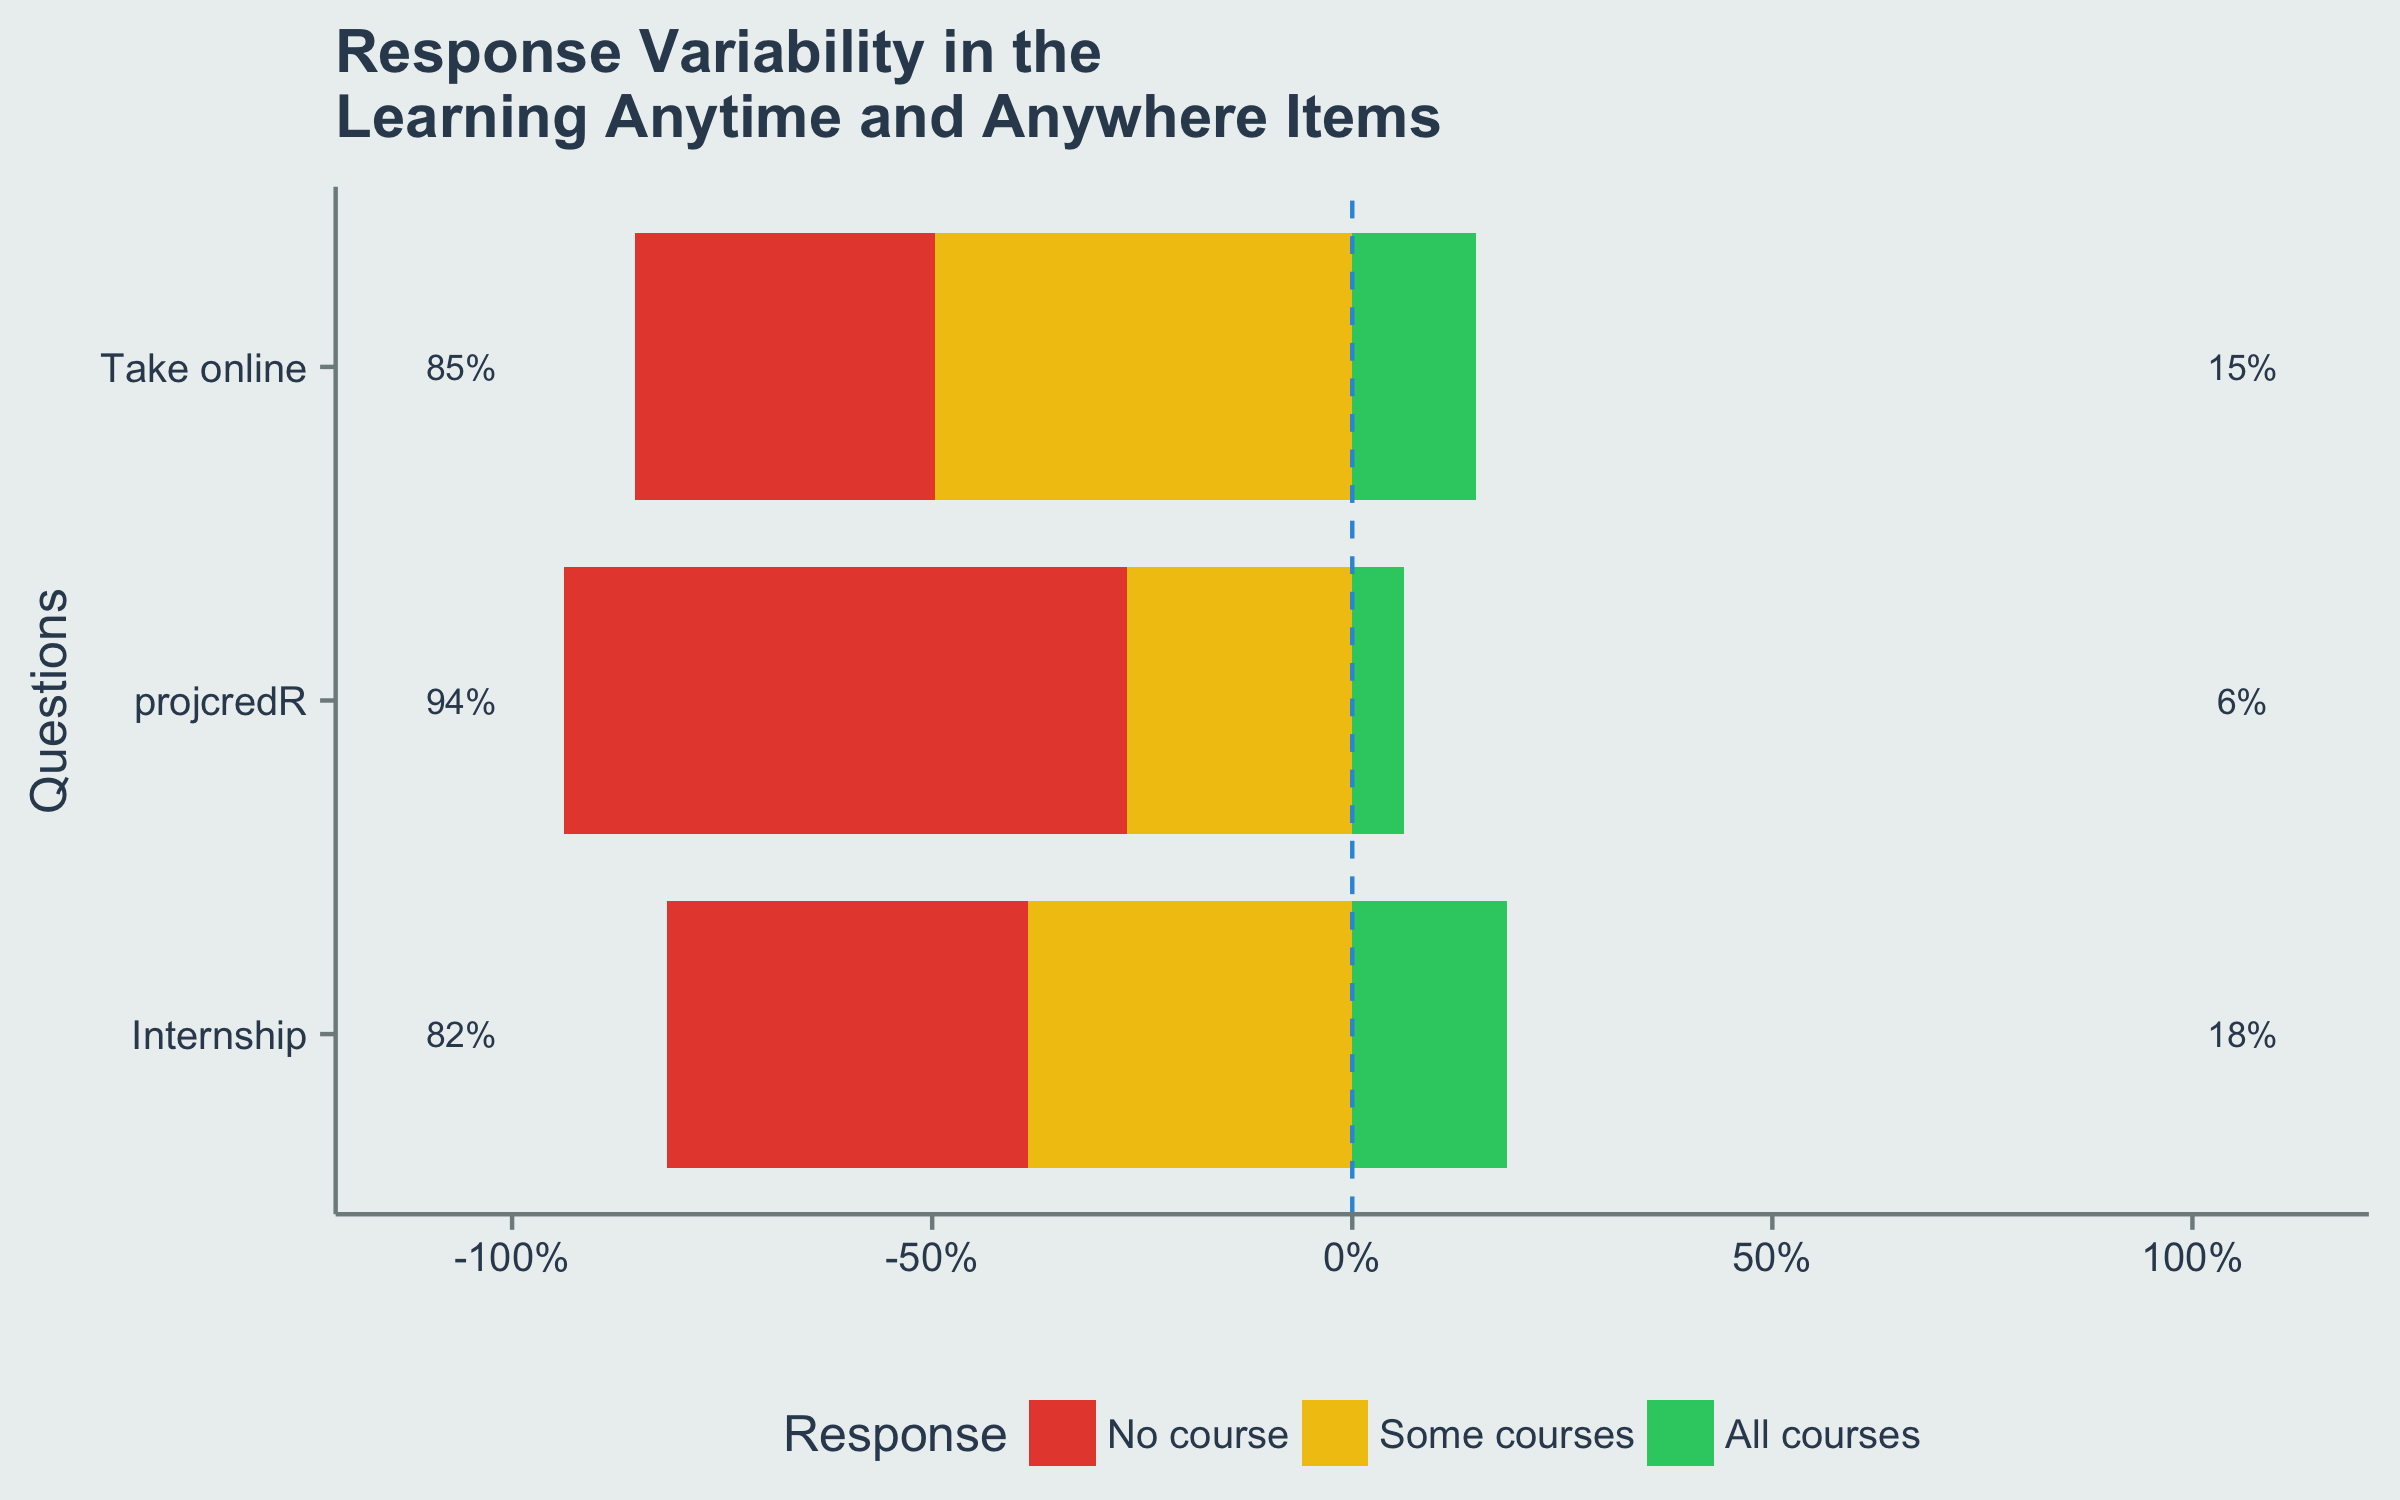 Response Variability in the
Learning Anytime and Anywhere Items
Questions
Take online
85%
15%
projcredR
94%
6%
Internship
82%
18%
-100%
-50%
0%
50%
100%
Response
No course
Some courses
All courses